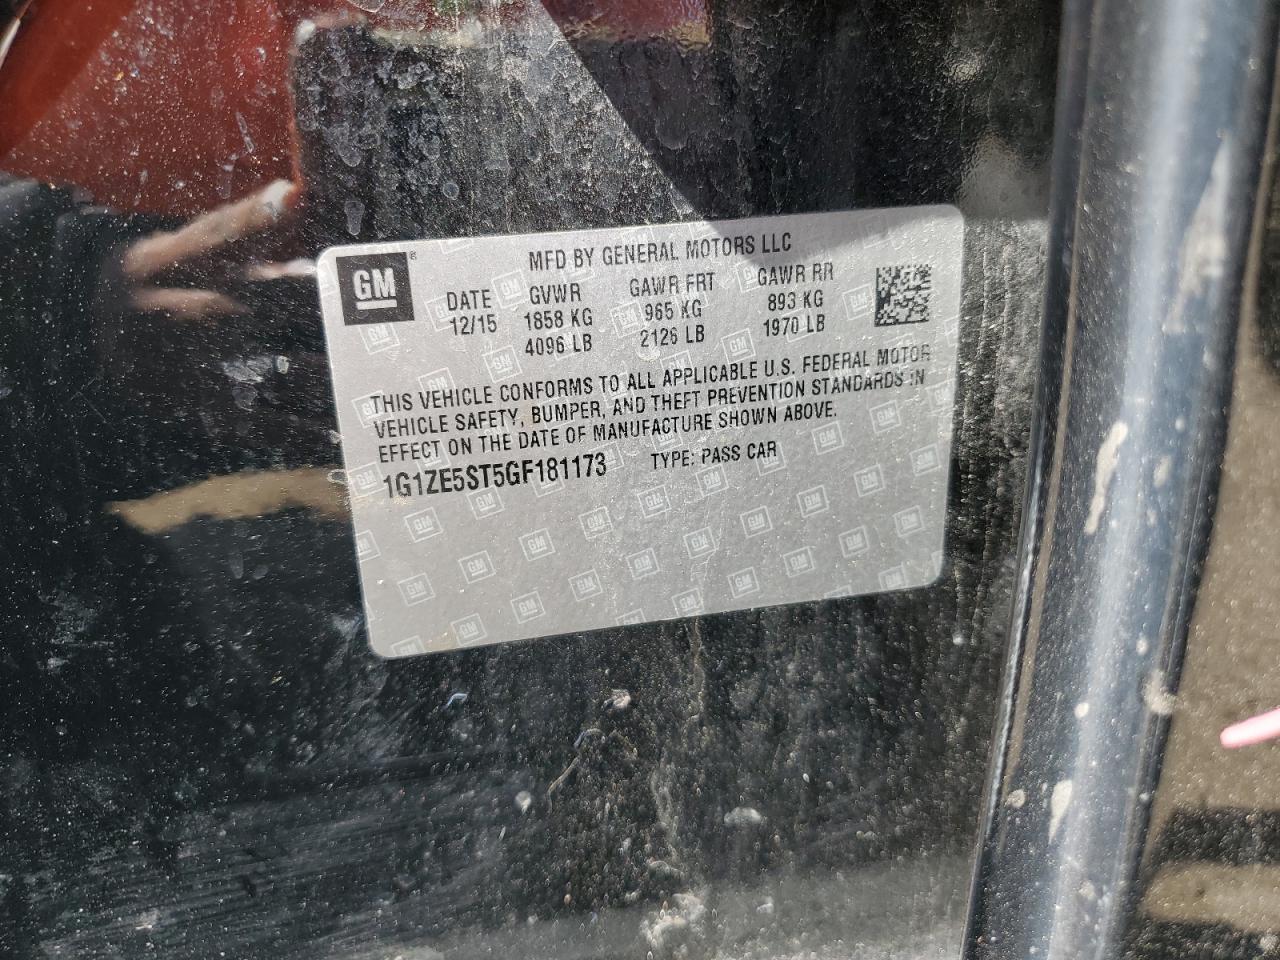 GM
MFD BY GENERAL MOTORS LLC
DATE GVWR GAWR FRT GAWR RR
12/15 1858 KG 965 KG 893 KG
4096 LB 2126 LB 1970 LB
THIS VEHICLE CONFORMS TO ALL APPLICABLE U.S. FEDERAL MOTOR
VEHICLE SAFETY, BUMPER, AND THEFT PREVENTION STANDARDS IN
EFFECT ON THE DATE OF MANUFACTURE SHOWN ABOVE.
1G1ZE5ST5GF181173 TYPE: PASS CAR